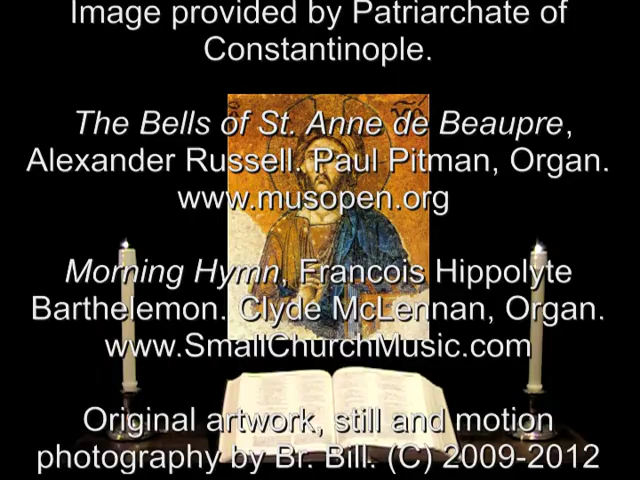 Image provided by Patriarchate of
Constantinople.
The Bells of St. Anne de Beaupre,
Alexander Russell. Paul Pitman, Organ.
www.musopen.org
Morning Hymn, Francois Hippolyte
Barthelemon. Clyde McLennan, Organ.
www.SmallChurchMusic.com
Original artwork, still and motion
photography by Br. Bill. (C) 2009-2012